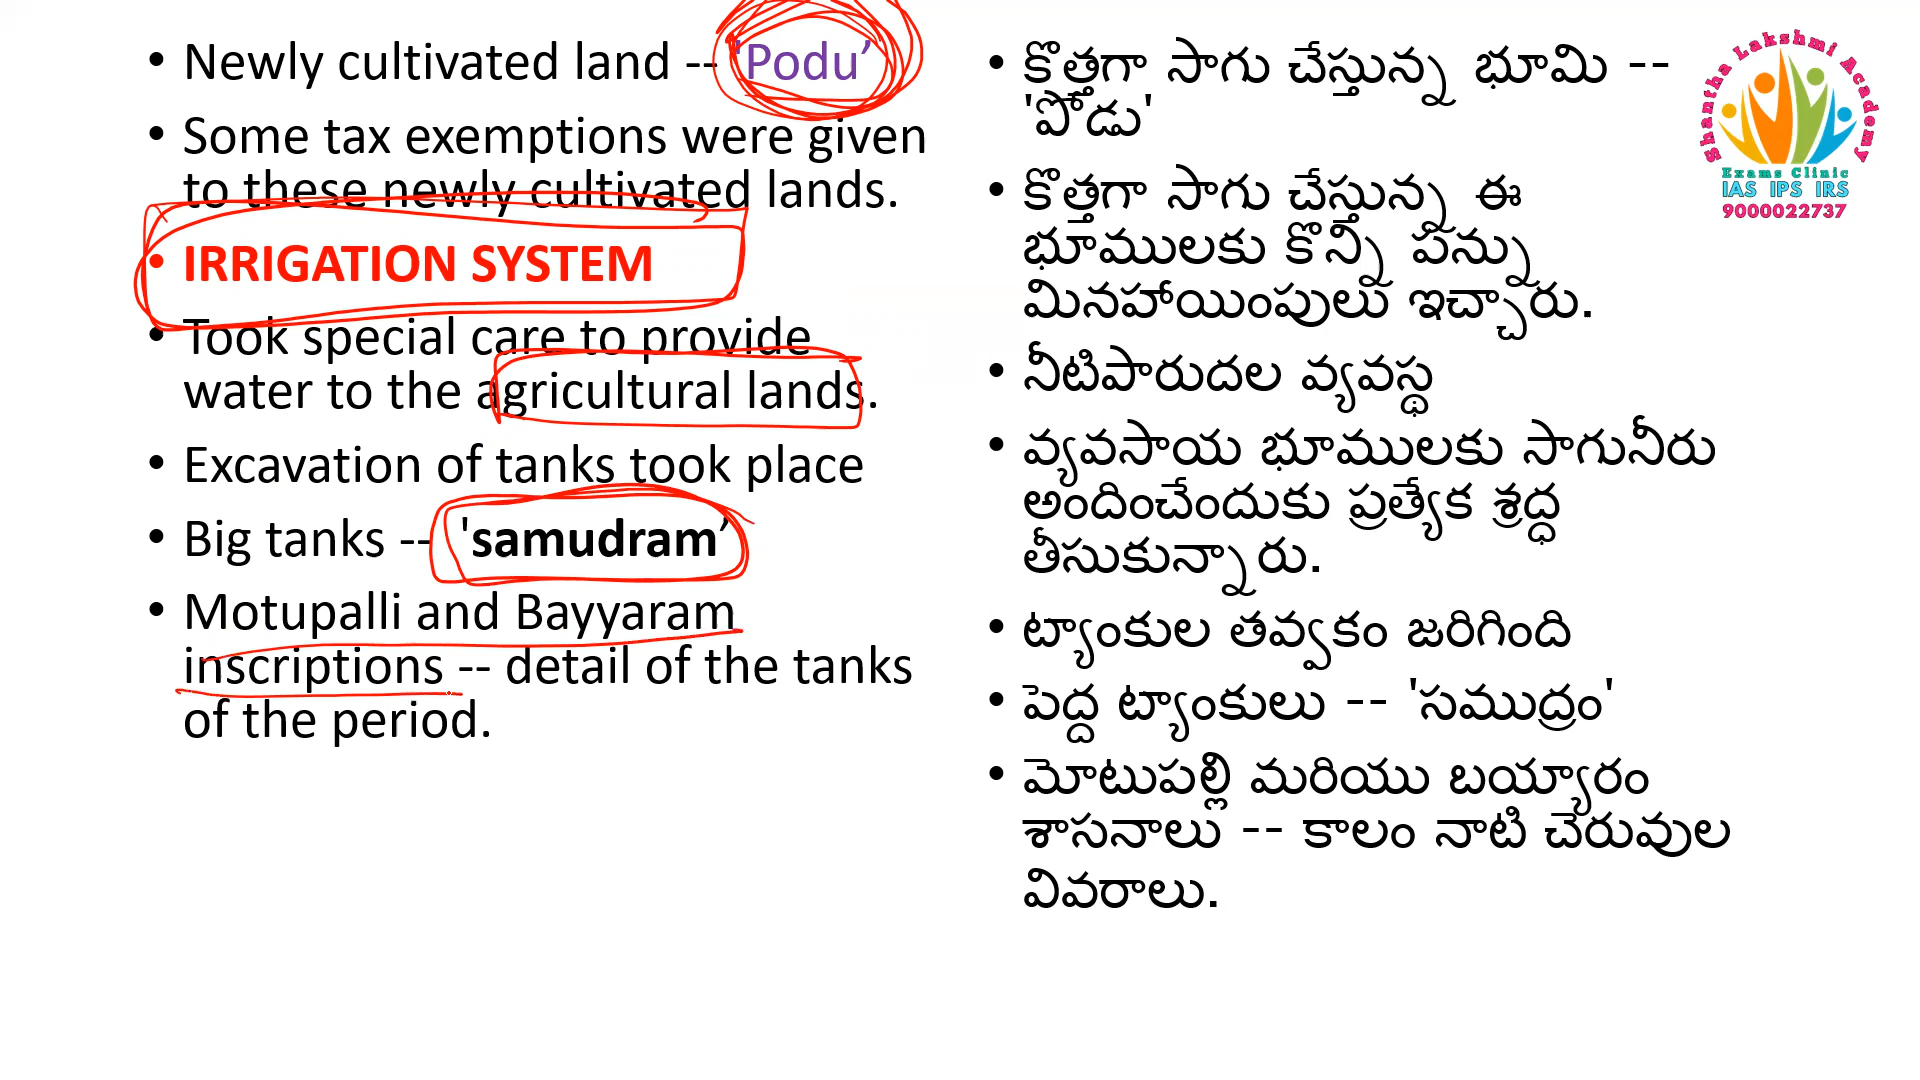 • Newly cultivated land -- 'Podu’
• Some tax exemptions were given
to these newly cultivated lands.
• IRRIGATION SYSTEM
• Took special care to provide
water to the agricultural lands.
• Excavation of tanks took place
• Big tanks -- 'samudram’
• Motupalli and Bayyaram
inscriptions -- detail of the tanks
of the period.
• కొత్తగా సాగు చేస్తున్న భూమి --
'పోడు'
• కొత్తగా సాగు చేస్తున్న ఈ
భూములకు కొన్ని పన్ను
మినహాయింపులు ఇచ్చారు.
• నీటిపారుదల వ్యవస్థ
• వ్యవసాయ భూములకు సాగునీరు
అందించేందుకు ప్రత్యేక శ్రద్ధ
తీసుకున్నారు.
• ట్యాంకుల తవ్వకం జరిగింది
• పెద్ద ట్యాంకులు -- 'సముద్రం'
• మోటుపల్లి మరియు బయ్యారం
శాసనాలు -- కాలం నాటి చెరువుల
వివరాలు.
Shantha Lakshmi Academy
Exams Clinic
IAS IPS IRS
9000022737